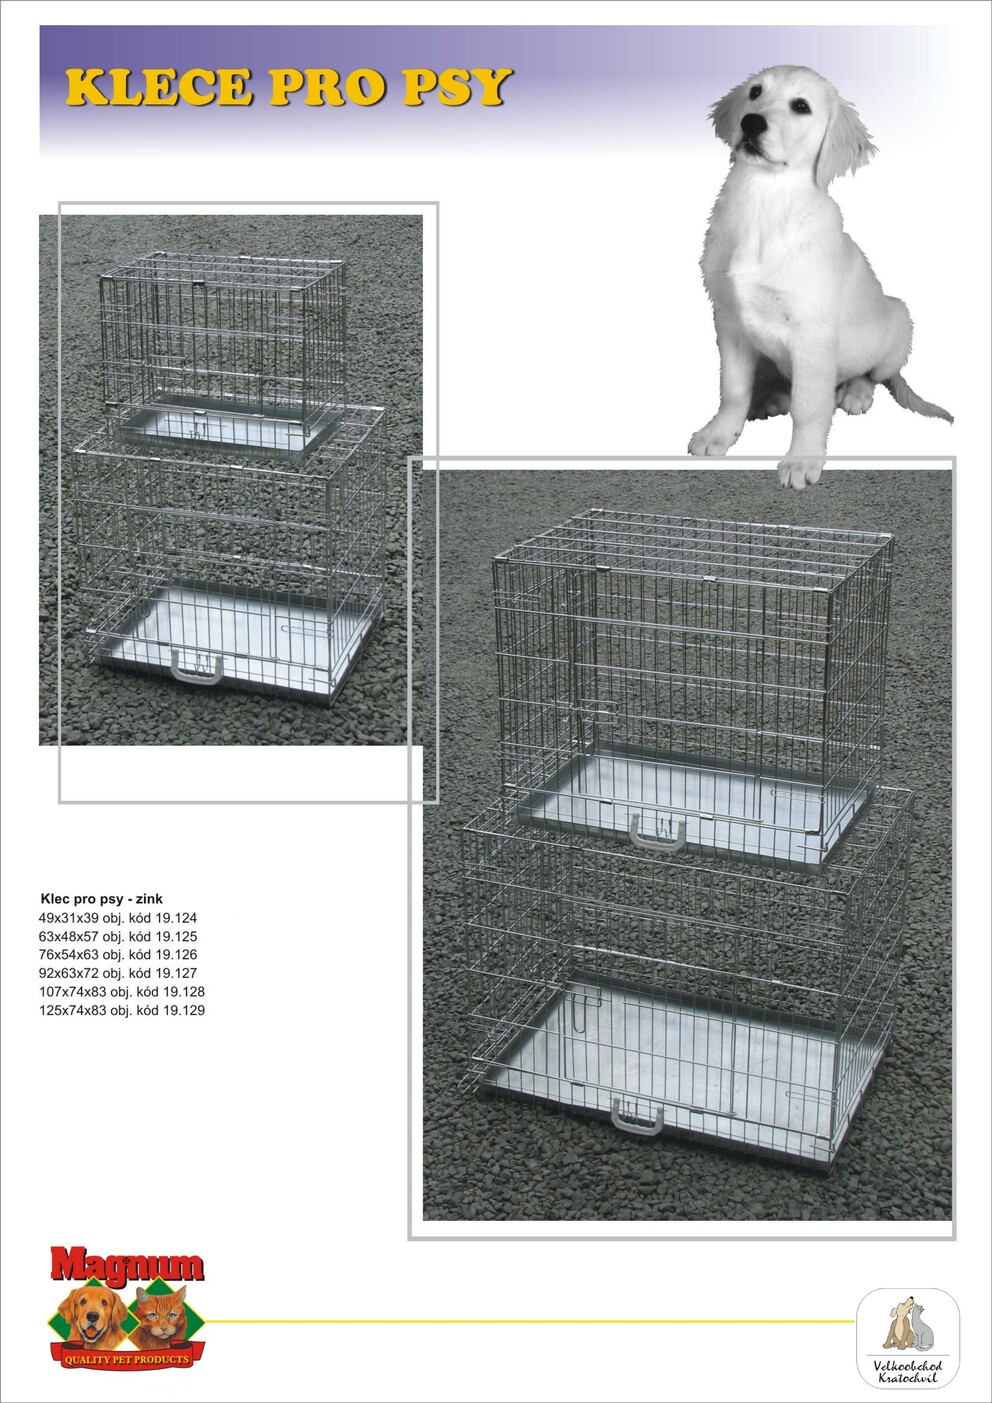 KLECE PRO PSY
Klec pro psy - zink
49x31x39 obj. kód 19.124
63x48x57 obj. kód 19.125
76x54x63 obj. kód 19.126
92x63x72 obj. kód 19.127
107x74x83 obj. kód 19.128
125x74x83 obj. kód 19.129
Magnum
QUALITY PET PRODUCTS
Velkoobchod
Kratochvíl